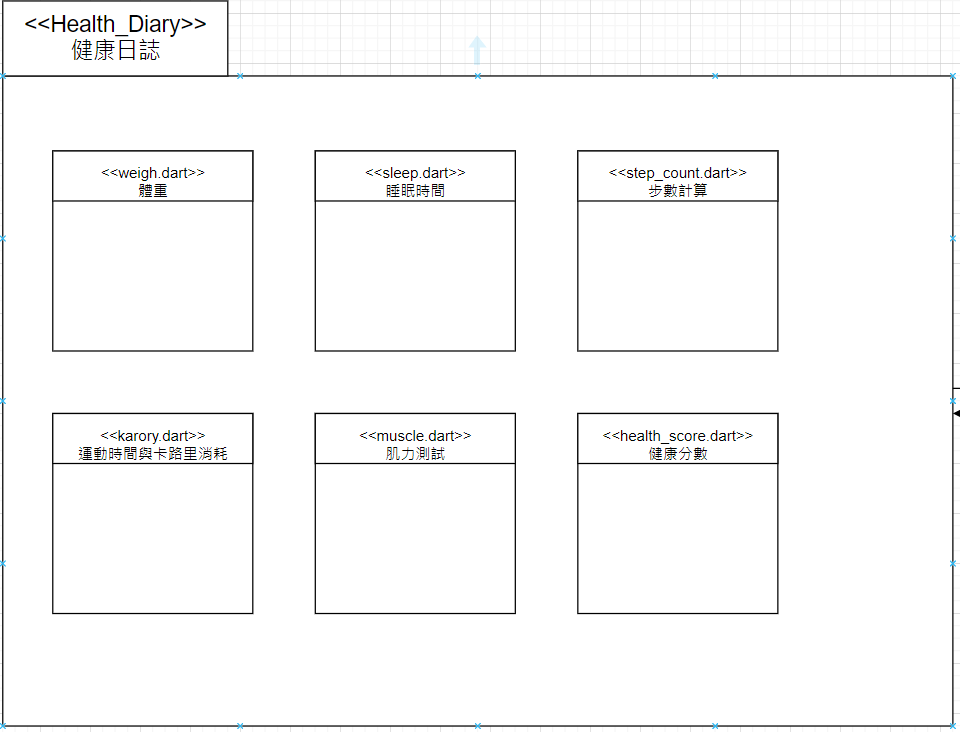 <<Health_Diary>>
健康日誌
<<weigh.dart>>
體重
<<sleep.dart>>
睡眠時間
<<step_count.dart>>
步數計算
<<karory.dart>>
運動時間與卡路里消耗
<<muscle.dart>>
肌力測試
<<health_score.dart>>
健康分數